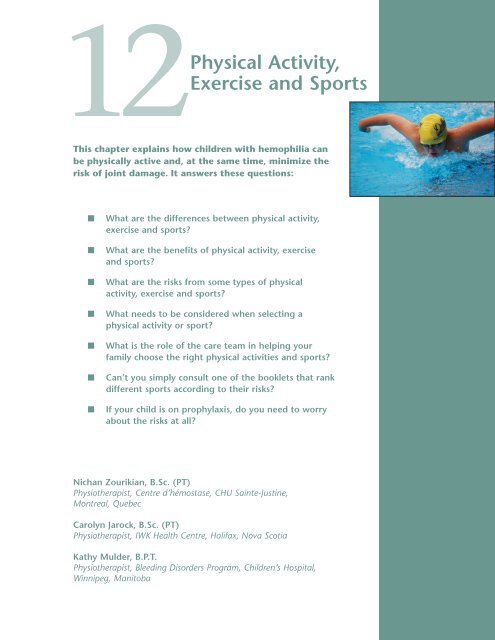 12
Physical Activity,
Exercise and Sports
This chapter explains how children with hemophilia can
be physically active and, at the same time, minimize the
risk of joint damage. It answers these questions:
■ What are the differences between physical activity,
exercise and sports?
■ What are the benefits of physical activity, exercise
and sports?
■ What are the risks from some types of physical
activity, exercise and sports?
■ What needs to be considered when selecting a
physical activity or sport?
■ What is the role of the care team in helping your
family choose the right physical activities and sports?
■ Can't you simply consult one of the booklets that rank
different sports according to their risks?
■ If your child is on prophylaxis, do you need to worry
about the risks at all?
Nichan Zourikian, B.Sc. (PT)
Physiotherapist, Centre d'hémostase, CHU Sainte-Justine,
Montreal, Quebec
Carolyn Jarock, B.Sc. (PT)
Physiotherapist, IWK Health Centre, Halifax, Nova Scotia
Kathy Mulder, B.P.T.
Physiotherapist, Bleeding Disorders Program, Children's Hospital,
Winnipeg, Manitoba